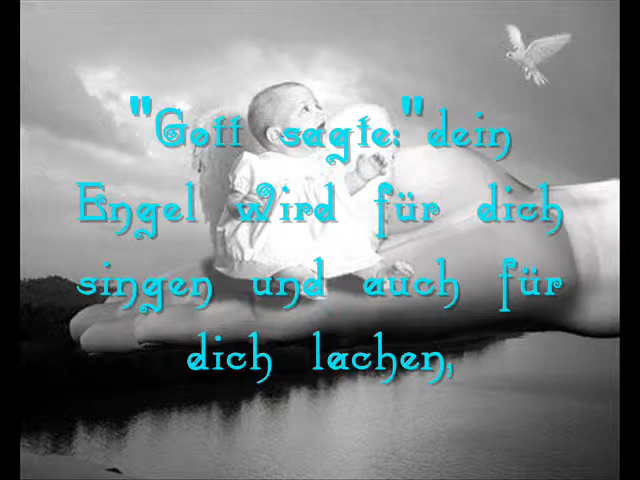 "Gott sagte:"dein
Engel wird für dich
singen und auch für
dich lachen,